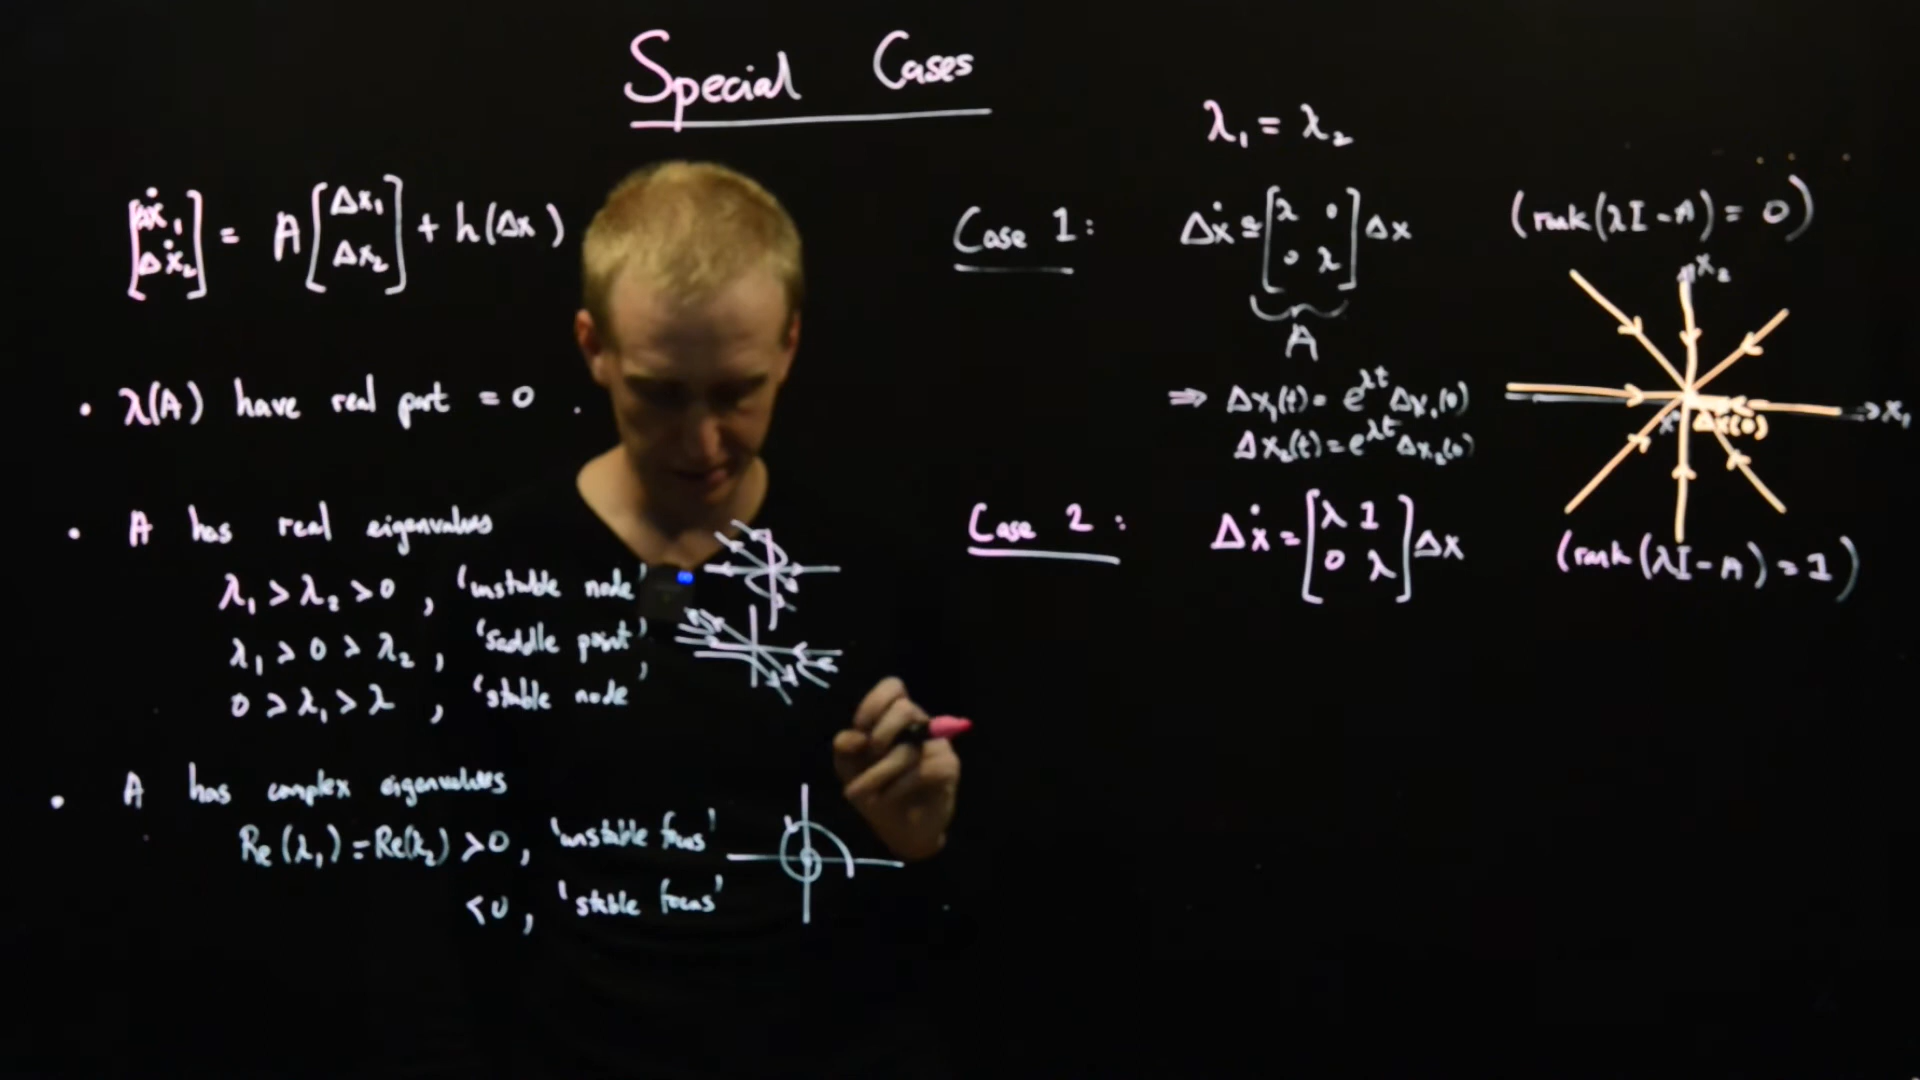 Special Cases
[Δẋ₁ Δẋ₂] = A [Δx₁ Δx₂] + h(Δx)
• λ(A) have real part = 0.
• A has real eigenvalues
λ₁ > λ₂ > 0, 'unstable node'
λ₁ > 0 > λ₂, 'saddle point'
0 > λ₁ > λ, 'stable node'
• A has complex eigenvalues
Re(λ₁) = Re(λ₂) > 0, 'unstable focus'
< 0, 'stable focus'
λ₁ = λ₂
Case 1: Δẋ ≅ [λ 0; 0 λ] Δx (rank(λI - A) = 0)
A
⇒ Δx₁(t) = e^λt Δx₁(0)
Δx₂(t) = e^λt Δx₂(0)
x₂
x₁
Δx(0)
Case 2: Δẋ = [λ 1; 0 λ] Δx (rank(λI - A) = 1)